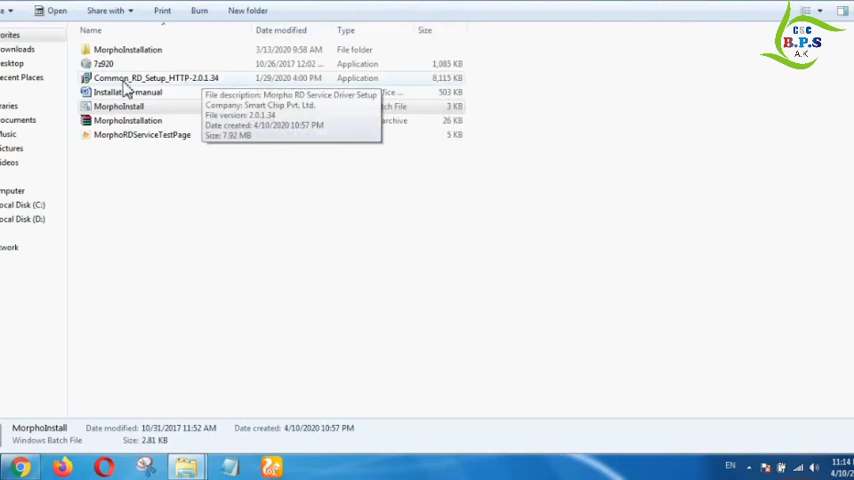 Open Share with Print Burn New folder
CSC
B.P.S
A.K
Name Date modified Type Size
orites
ownloads
esktop
ecent Places
raries
ocuments
usic
ictures
ideos
omputer
ocal Disk (C:)
ocal Disk (D:)
work
MorphoInstallation 3/13/2020 9:58 AM File folder
7z920 10/26/2017 12:02 ... Application 1,085 KB
Common_RD_Setup_HTTP-2.0.1.34 1/29/2020 4:00 PM Application 8,115 KB
Office ... 503 KB
MorphoInstall tch File 3 KB
MorphoInstallation archive 26 KB
MorphoRDServiceTestPage 5 KB
File description: Morpho RD Service Driver Setup
Company: Smart Chip Pvt, Ltd.
File version: 2.0.1.34
Date created: 4/10/2020 10:57 PM
Size: 7.92 MB
MorphoInstall Date modified: 10/31/2017 11:52 AM Date created: 4/10/2020 10:57 PM
Windows Batch File Size: 2.81 KB
EN
11:14
4/10/2